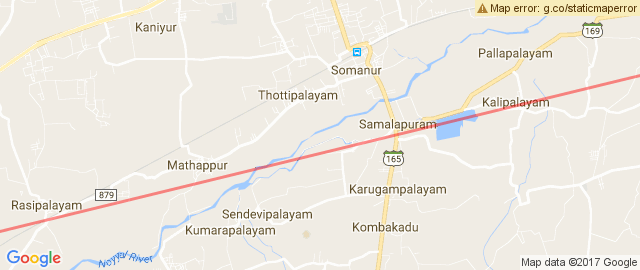 Map error: g.co/staticmaperror
Kaniyur
169
Pallapalayam
Somanur
Thottipalayam
Kalipalayam
Samalapuram
Mathappur
165
879
Karugampalayam
Rasipalayam
Sendevipalayam
Kumarapalayam
Kombakadu
Noyyal River
Google
Map data ©2017 Google